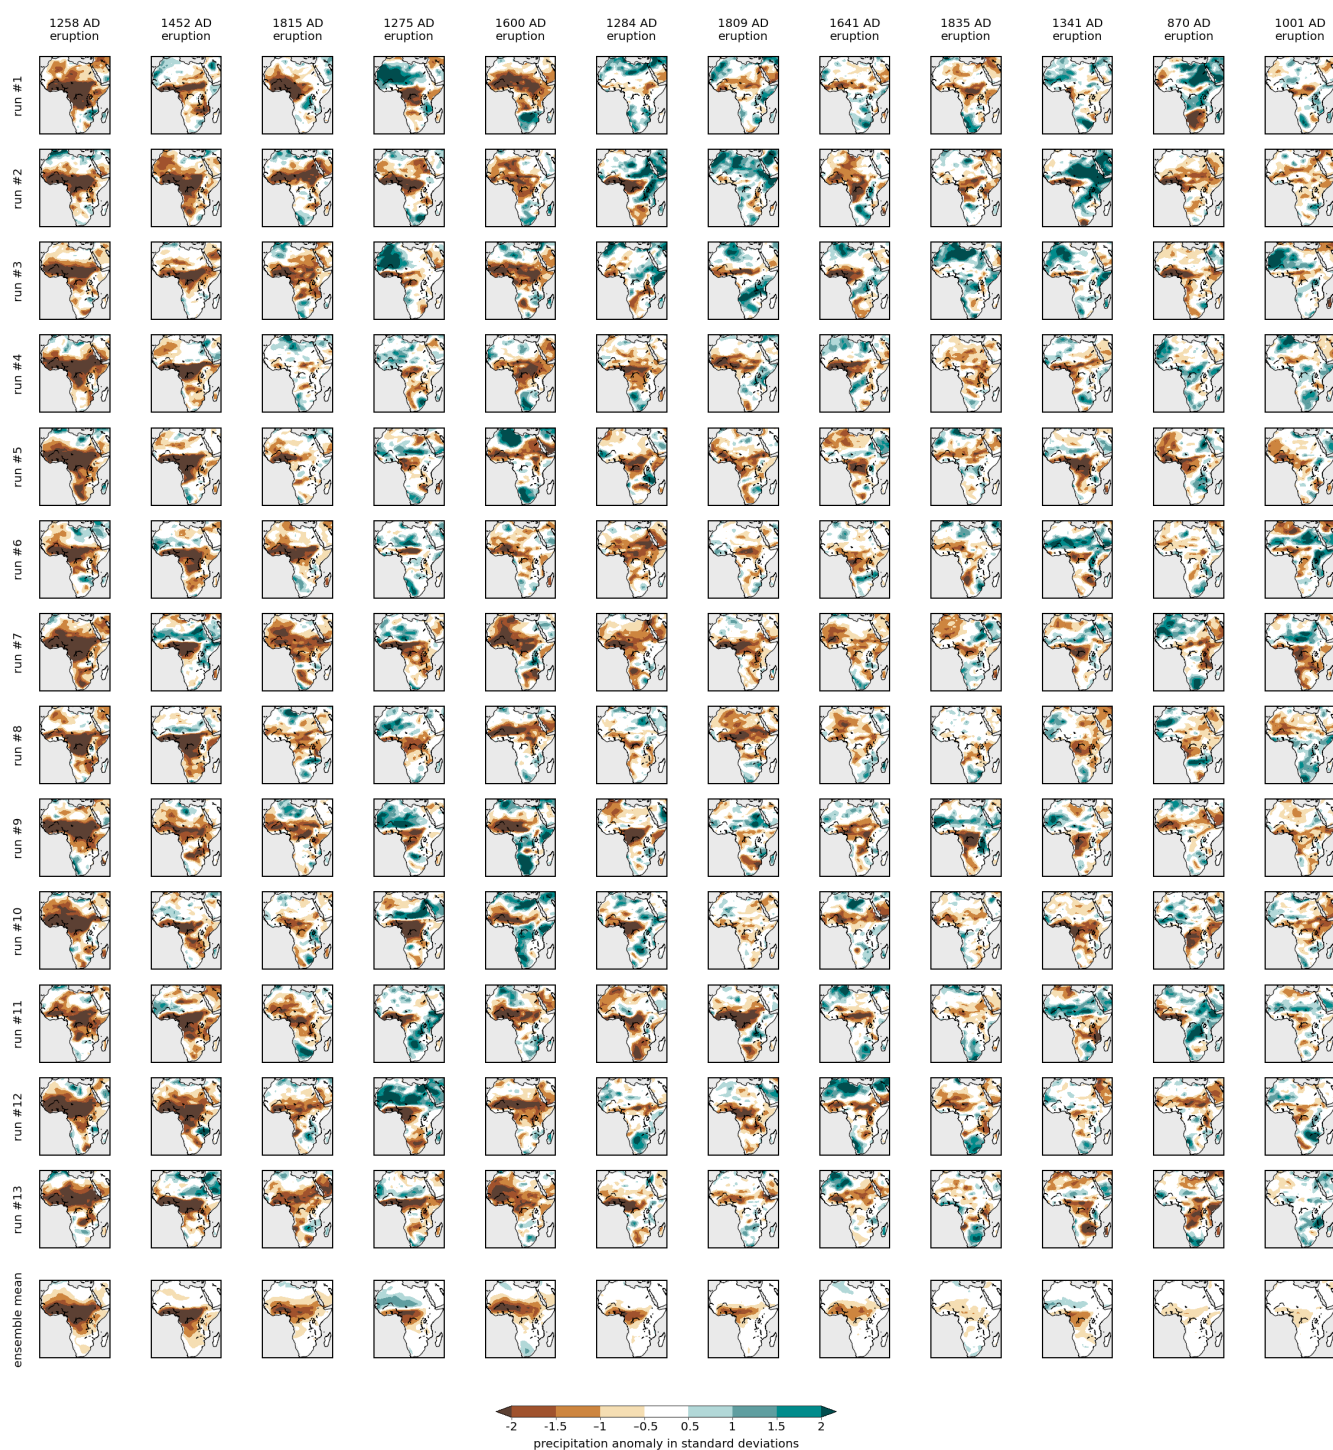 1258 AD
eruption
1452 AD
eruption
1815 AD
eruption
1275 AD
eruption
1600 AD
eruption
1284 AD
eruption
1809 AD
eruption
1641 AD
eruption
1835 AD
eruption
1341 AD
eruption
870 AD
eruption
1001 AD
eruption
run #1
run #2
run #3
run #4
run #5
run #6
run #7
run #8
run #9
run #10
run #11
run #12
run #13
ensemble mean
-2 -1.5 -1 -0.5 0.5 1 1.5 2
precipitation anomaly in standard deviations